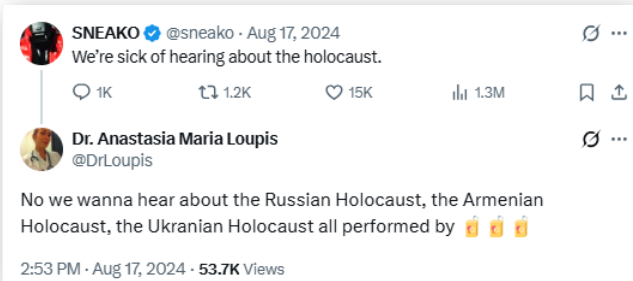 SNEAKO @sneako · Aug 17, 2024
We're sick of hearing about the holocaust.
1K 1.2K 15K 1.3M
Dr. Anastasia Maria Loupis
@DrLoupis
No we wanna hear about the Russian Holocaust, the Armenian
Holocaust, the Ukranian Holocaust all performed by 🧃🧃🧃
2:53 PM · Aug 17, 2024 · 53.7K Views